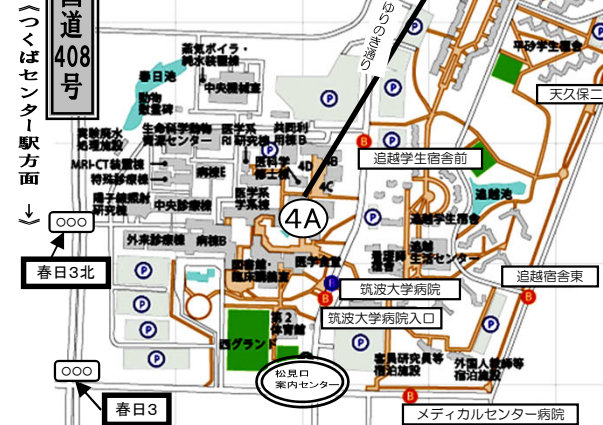 国道408号
《つくばセンター駅方面 →》
ゆりのき通り
平砂学生宿舎
天久保二
蒸気ボイラ・
純水装置棟
春日池
中央機械室
動物
慰霊碑
実験廃水
処理施設
生命科学動物
資源センター
医学系
RI研究棟
共同利
用棟B
追越学生宿舎前
MRI-CT装置棟
特殊診療棟
病棟E
医科学
修士棟
4D
4B
4C
陽子線照射
研究棟
中央診療棟
医学系
学系棟
4A
追越池
追越学生宿舎
外来診療棟
病棟B
追越
生活センター
看護師
宿舎
春日3北
図書館・
臨床講義室
医学食堂
追越宿舎東
筑波大学病院
筑波大学病院入口
第2
体育館
西グランド
松見口
案内センター
客員研究員等
宿泊施設
外国人教師等
宿泊施設
春日3
メディカルセンター病院
P
B